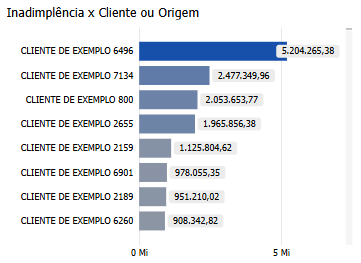 Inadimplência x Cliente ou Origem
CLIENTE DE EXEMPLO 6496 5.204.265,38
CLIENTE DE EXEMPLO 7134 2.477.349,96
CLIENTE DE EXEMPLO 800 2.053.653,77
CLIENTE DE EXEMPLO 2655 1.965.856,38
CLIENTE DE EXEMPLO 2159 1.125.804,62
CLIENTE DE EXEMPLO 6901 978.055,35
CLIENTE DE EXEMPLO 2189 951.210,02
CLIENTE DE EXEMPLO 6260 908.342,82
0 Mi 5 Mi